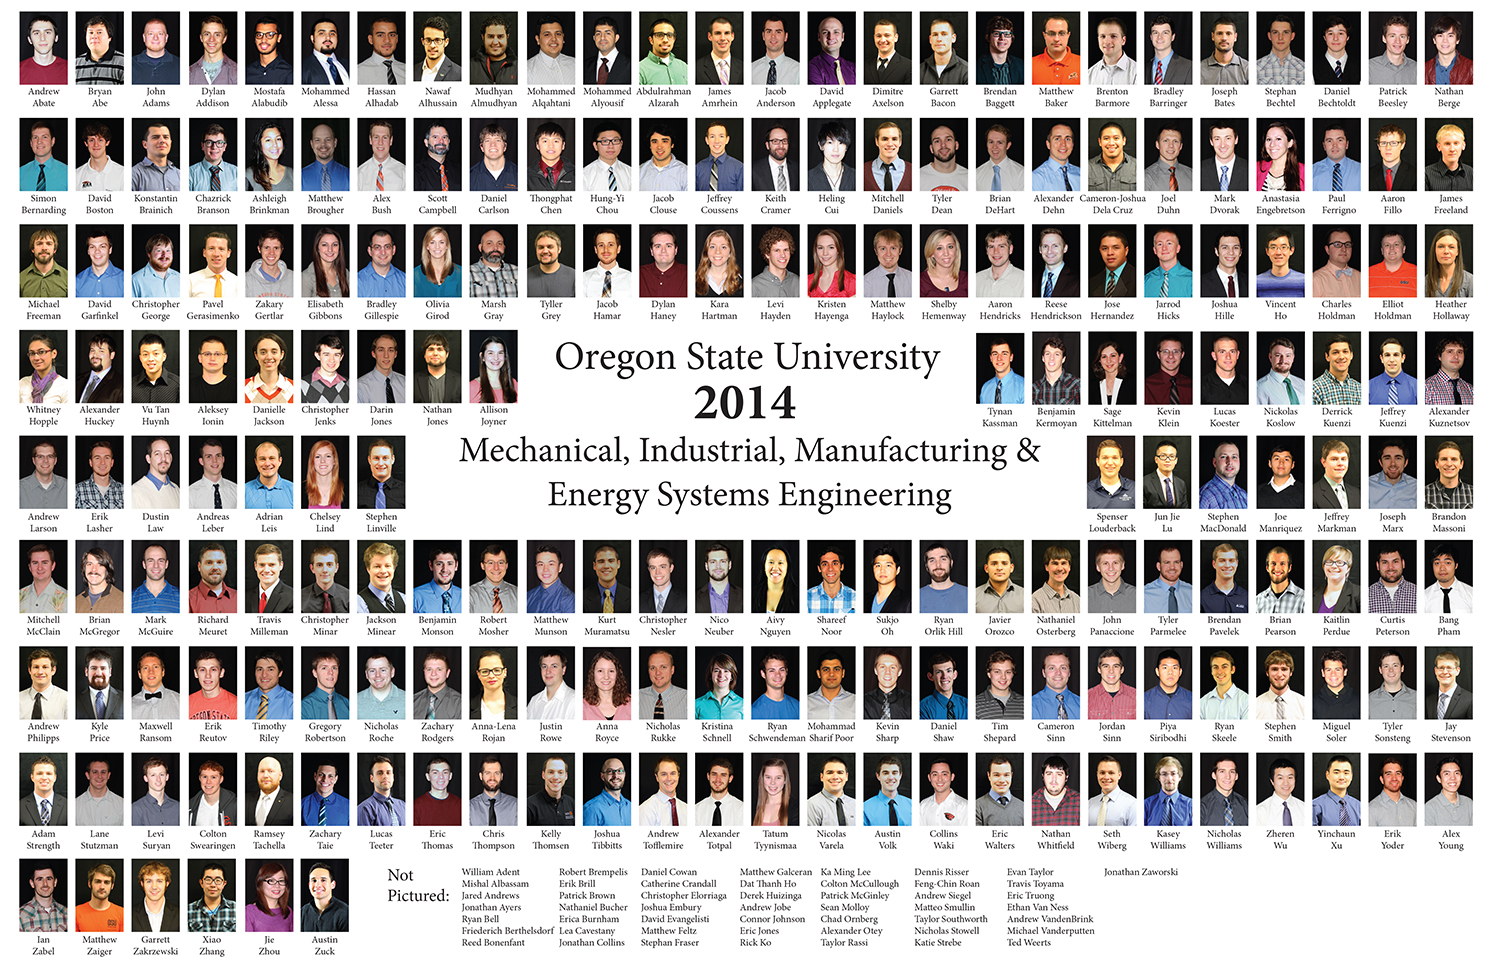 Andrew Bryan John Dylan Mostafa Mohammed Hassan Nawaf Mudhyan Mohammed Mohammed Abdulrahman James Jacob David Dimitre Garrett Brendan Matthew Brenton Bradley Joseph Stephan Daniel Patrick Nathan
Abate Abe Adams Addison Alabudib Alessa Alhadab Alhussain Almudhyan Alqahtani Alyousif Alzarah Amrhein Anderson Applegate Axelson Bacon Baggett Baker Barmore Barringer Bates Bechtel Bechtoldt Beesley Berge
Simon David Konstantin Chazrick Ashleigh Matthew Alex Scott Daniel Thongphat Hung-Yi Jacob Jeffrey Keith Heling Mitchell Tyler Brian Alexander Cameron-Joshua Joel Mark Anastasia Paul Aaron James
Bernarding Boston Brainich Branson Brinkman Brougher Bush Campbell Carlson Chen Chou Clouse Coussens Cramer Cui Daniels Dean DeHart Dehn Dela Cruz Duhn Dvorak Engebretson Ferrigno Fillo Freeland
Michael David Christopher Pavel Zakary Elisabeth Bradley Olivia Marsh Tyller Jacob Dylan Kara Levi Kristen Matthew Shelby Aaron Reese Jose Jarrod Joshua Vincent Charles Elliot Heather
Freeman Garfinkel George Gerasimenko Gertlar Gibbons Gillespie Girod Gray Grey Hamar Haney Hartman Hayden Hayenga Haylock Hemenway Hendricks Hendrickson Hernandez Hicks Hille Ho Holdman Holdman Hollaway
Oregon State University
2014
Mechanical, Industrial, Manufacturing &
Energy Systems Engineering
Whitney Alexander Vu Tan Aleksey Danielle Christopher Darin Nathan Allison Tynan Benjamin Sage Kevin Lucas Nickolas Derrick Jeffrey Alexander
Hopple Huckey Huynh Ionin Jackson Jenks Jones Jones Joyner Kassman Kermoyan Kittelman Klein Koester Koslow Kuenzi Kuenzi Kuznetsov
Andrew Erik Dustin Andreas Adrian Chelsey Stephen Spenser Jun Jie Stephen Joe Jeffrey Joseph Brandon
Larson Lasher Law Leber Leis Lind Linville Louderback Lu MacDonald Manriquez Markman Marx Massoni
Mitchell Brian Mark Richard Travis Christopher Jackson Benjamin Robert Matthew Kurt Christopher Nico Aivy Shareef Sukjo Ryan Javier Nathaniel John Tyler Brendan Brian Kaitlin Curtis Bang
McClain McGregor McGuire Meuret Milleman Minar Minear Monson Mosher Munson Muramatsu Nesler Neuber Nguyen Noor Oh Orlik Hill Orozco Osterberg Panaccione Parmelee Pavelek Pearson Perdue Peterson Pham
Andrew Kyle Maxwell Erik Timothy Gregory Nicholas Zachary Anna-Lena Justin Anna Nicholas Kristina Ryan Mohammad Kevin Daniel Tim Cameron Jordan Piya Ryan Stephen Miguel Tyler Jay
Philipps Price Ransom Reutov Riley Robertson Roche Rodgers Rojan Rowe Royce Rukke Schnell Schwendeman Sharif Poor Sharp Shaw Shepard Sinn Sinn Siribodhi Skeele Smith Soler Sonsteng Stevenson
Adam Lane Levi Colton Ramsey Zachary Lucas Eric Chris Kelly Joshua Andrew Alexander Tatum Nicolas Austin Collins Eric Nathan Seth Kasey Nicholas Zheren Yinchaun Erik Alex
Strength Stutzman Suryan Swearingen Tachella Taie Teeter Thomas Thompson Thomsen Tibbitts Tofflemire Totpal Tyynismaa Varela Volk Waki Walters Whitfield Wiberg Williams Williams Wu Xu Yoder Young
Ian Matthew Garrett Xiao Jie Austin
Zabel Zaiger Zakrzewski Zhang Zhou Zuck
Not
Pictured:
William Adent
Mishal Albassam
Jared Andrews
Jonathan Ayers
Ryan Bell
Friederich Berthelsdorf
Reed Bonenfant
Robert Brempelis
Erik Brill
Patrick Brown
Nathaniel Bucher
Erica Burnham
Lea Cavestany
Jonathan Collins
Daniel Cowan
Catherine Crandall
Christopher Elorriaga
Joshua Embury
David Evangelisti
Matthew Feltz
Stephan Fraser
Matthew Galceran
Dat Thanh Ho
Derek Huizinga
Andrew Jobe
Connor Johnson
Eric Jones
Rick Ko
Ka Ming Lee
Colton McCullough
Patrick McGinley
Sean Molloy
Chad Ornberg
Alexander Otey
Taylor Rassi
Dennis Risser
Feng-Chin Roan
Andrew Siegel
Matteo Smullin
Taylor Southworth
Nicholas Stowell
Katie Strebe
Evan Taylor
Travis Toyama
Eric Truong
Ethan Van Ness
Andrew VandenBrink
Michael Vanderputten
Ted Weerts
Jonathan Zaworski